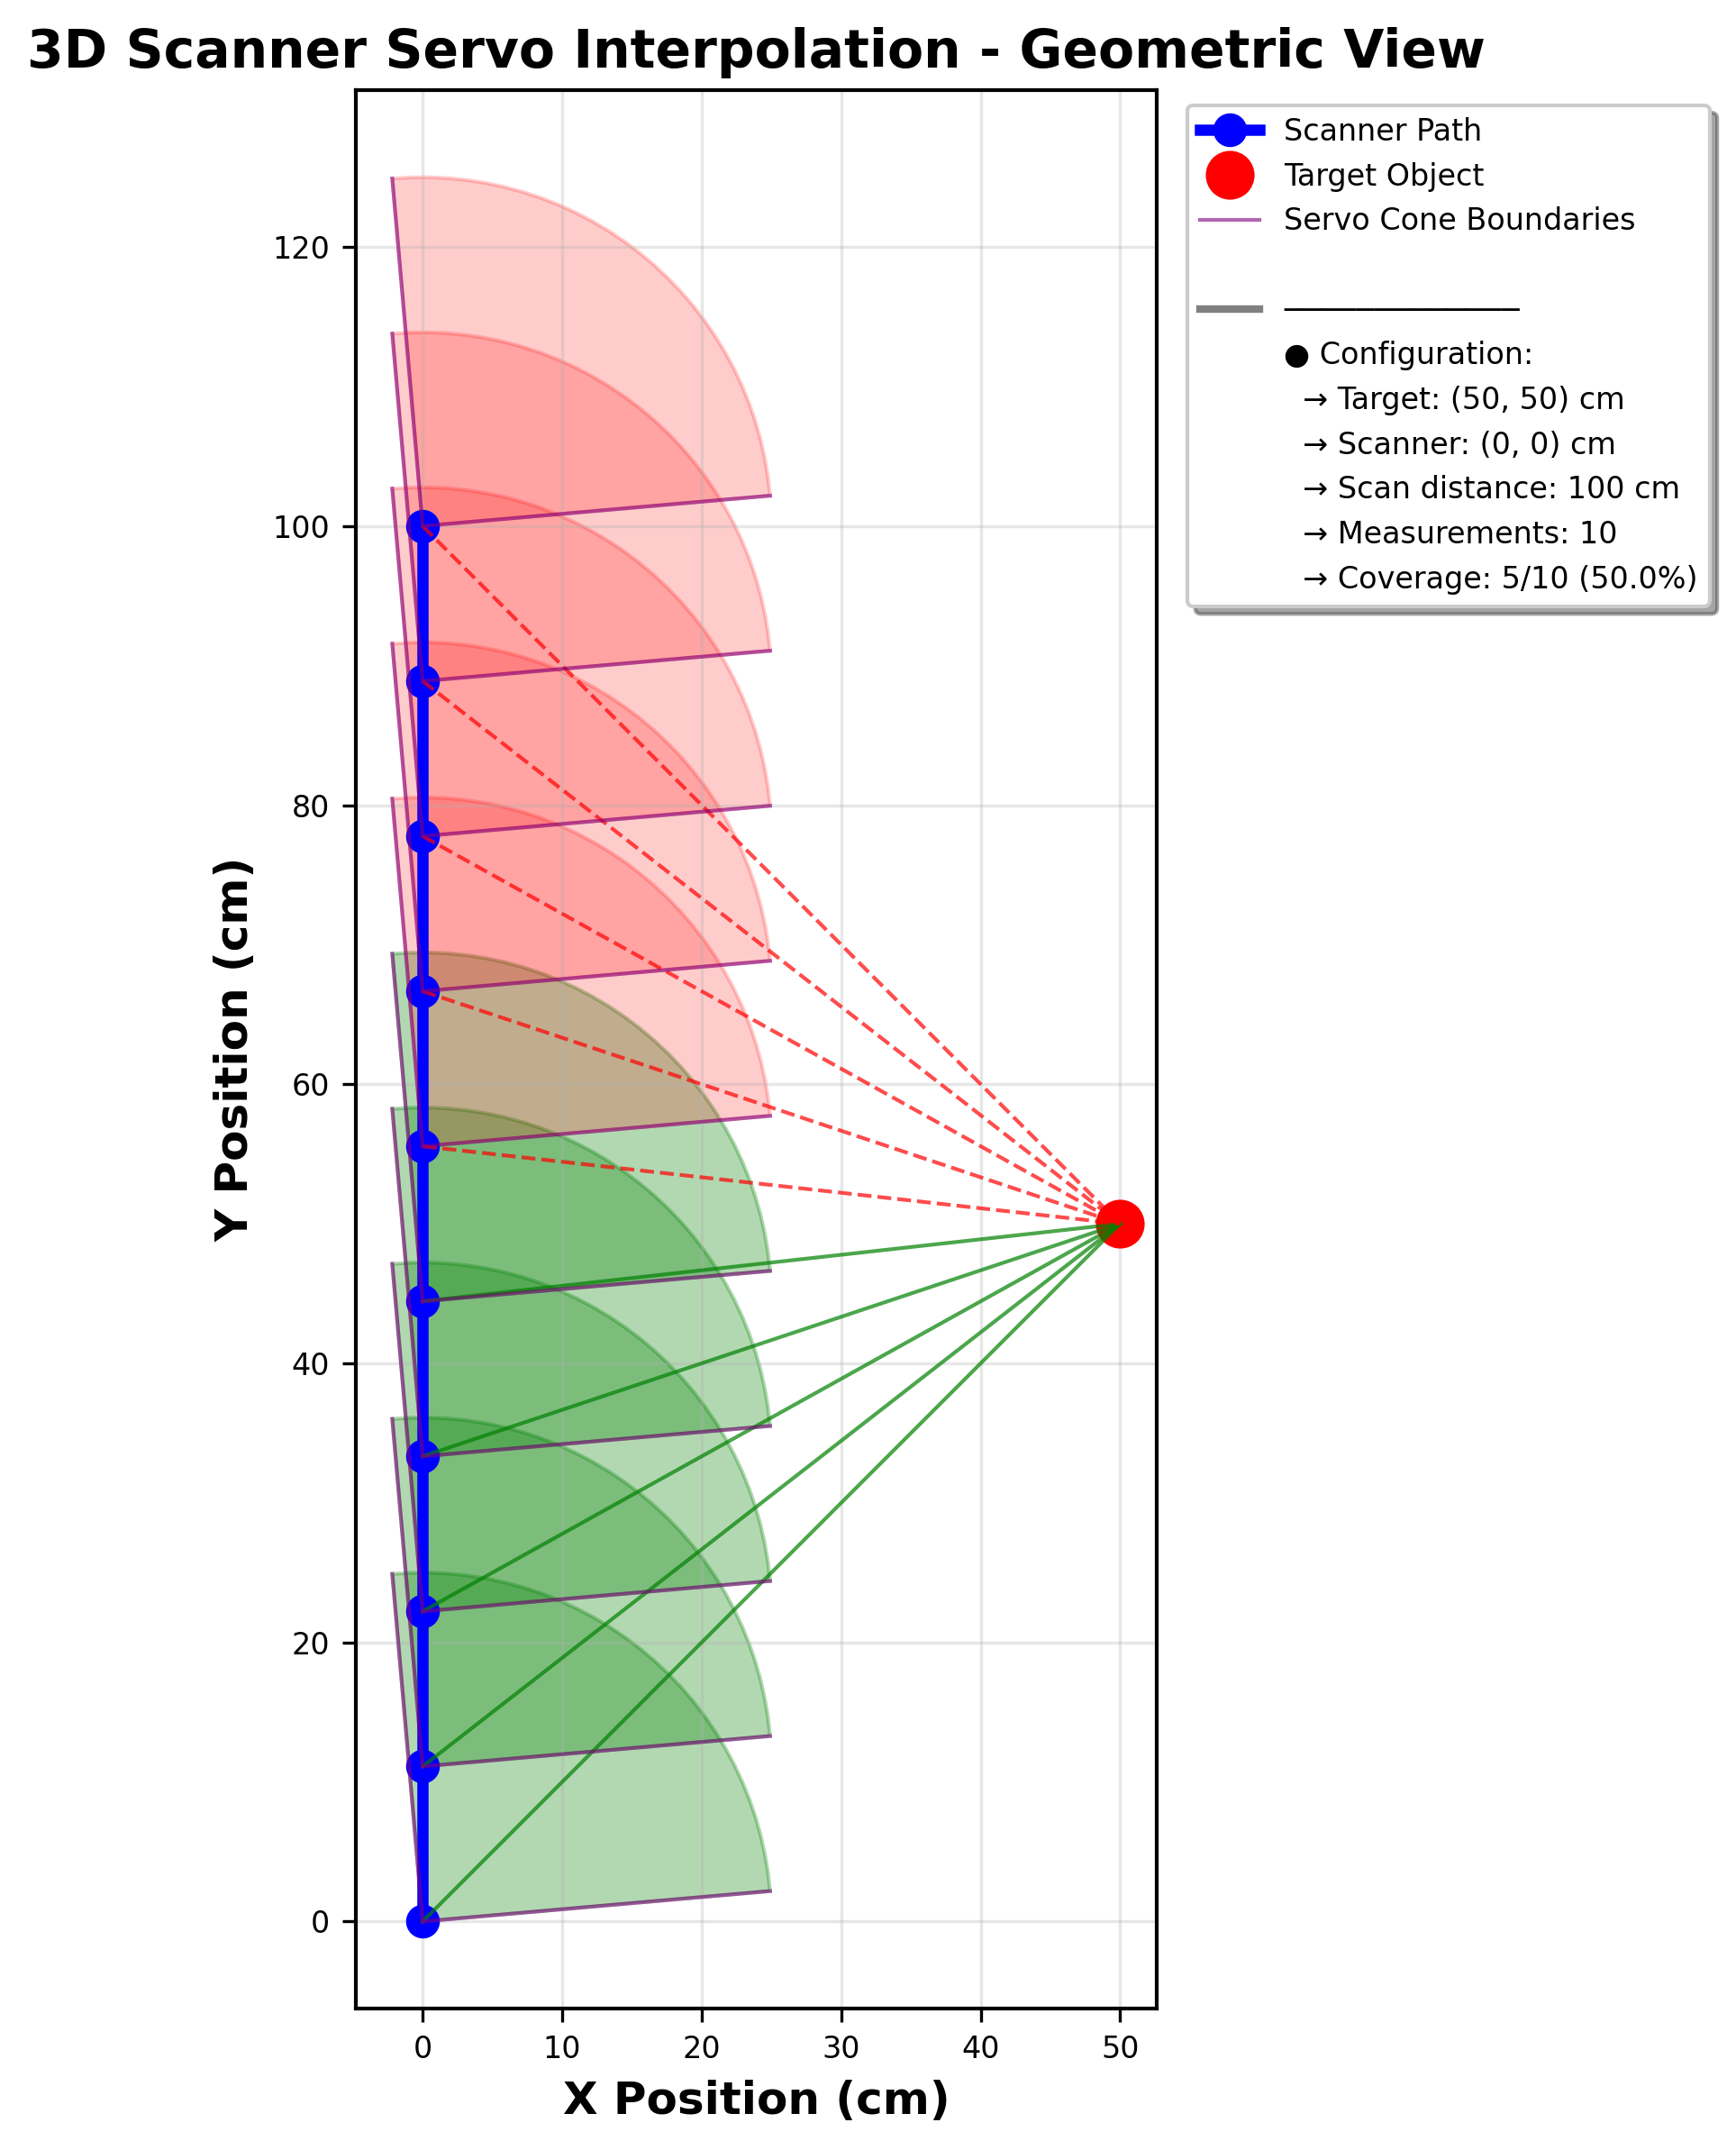 3D Scanner Servo Interpolation - Geometric View
Scanner Path
Target Object
Servo Cone Boundaries
────────────────────
● Configuration:
→ Target: (50, 50) cm
→ Scanner: (0, 0) cm
→ Scan distance: 100 cm
→ Measurements: 10
→ Coverage: 5/10 (50.0%)
Y Position (cm)
120
100
80
60
40
20
0
0 10 20 30 40 50
X Position (cm)